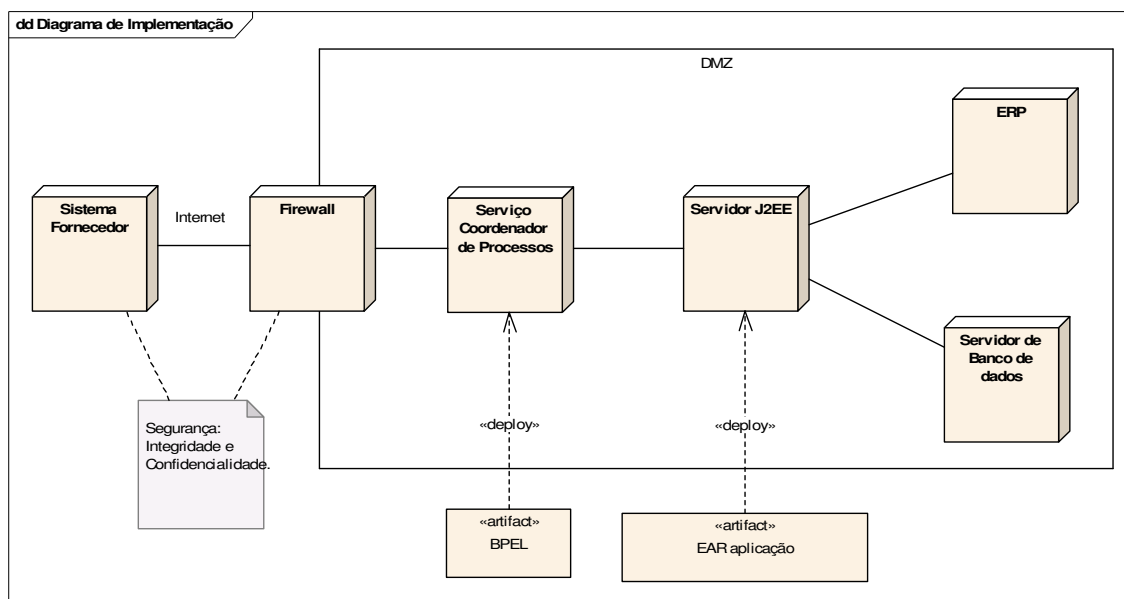 dd Diagrama de Implementação
DMZ
ERP
Sistema
Fornecedor
Internet
Firewall
Serviço
Coordenador
de Processos
Servidor J2EE
Servidor de
Banco de
dados
Segurança:
Integridade e
Confidencialidade.
«deploy»
«deploy»
«artifact»
BPEL
«artifact»
EAR aplicação